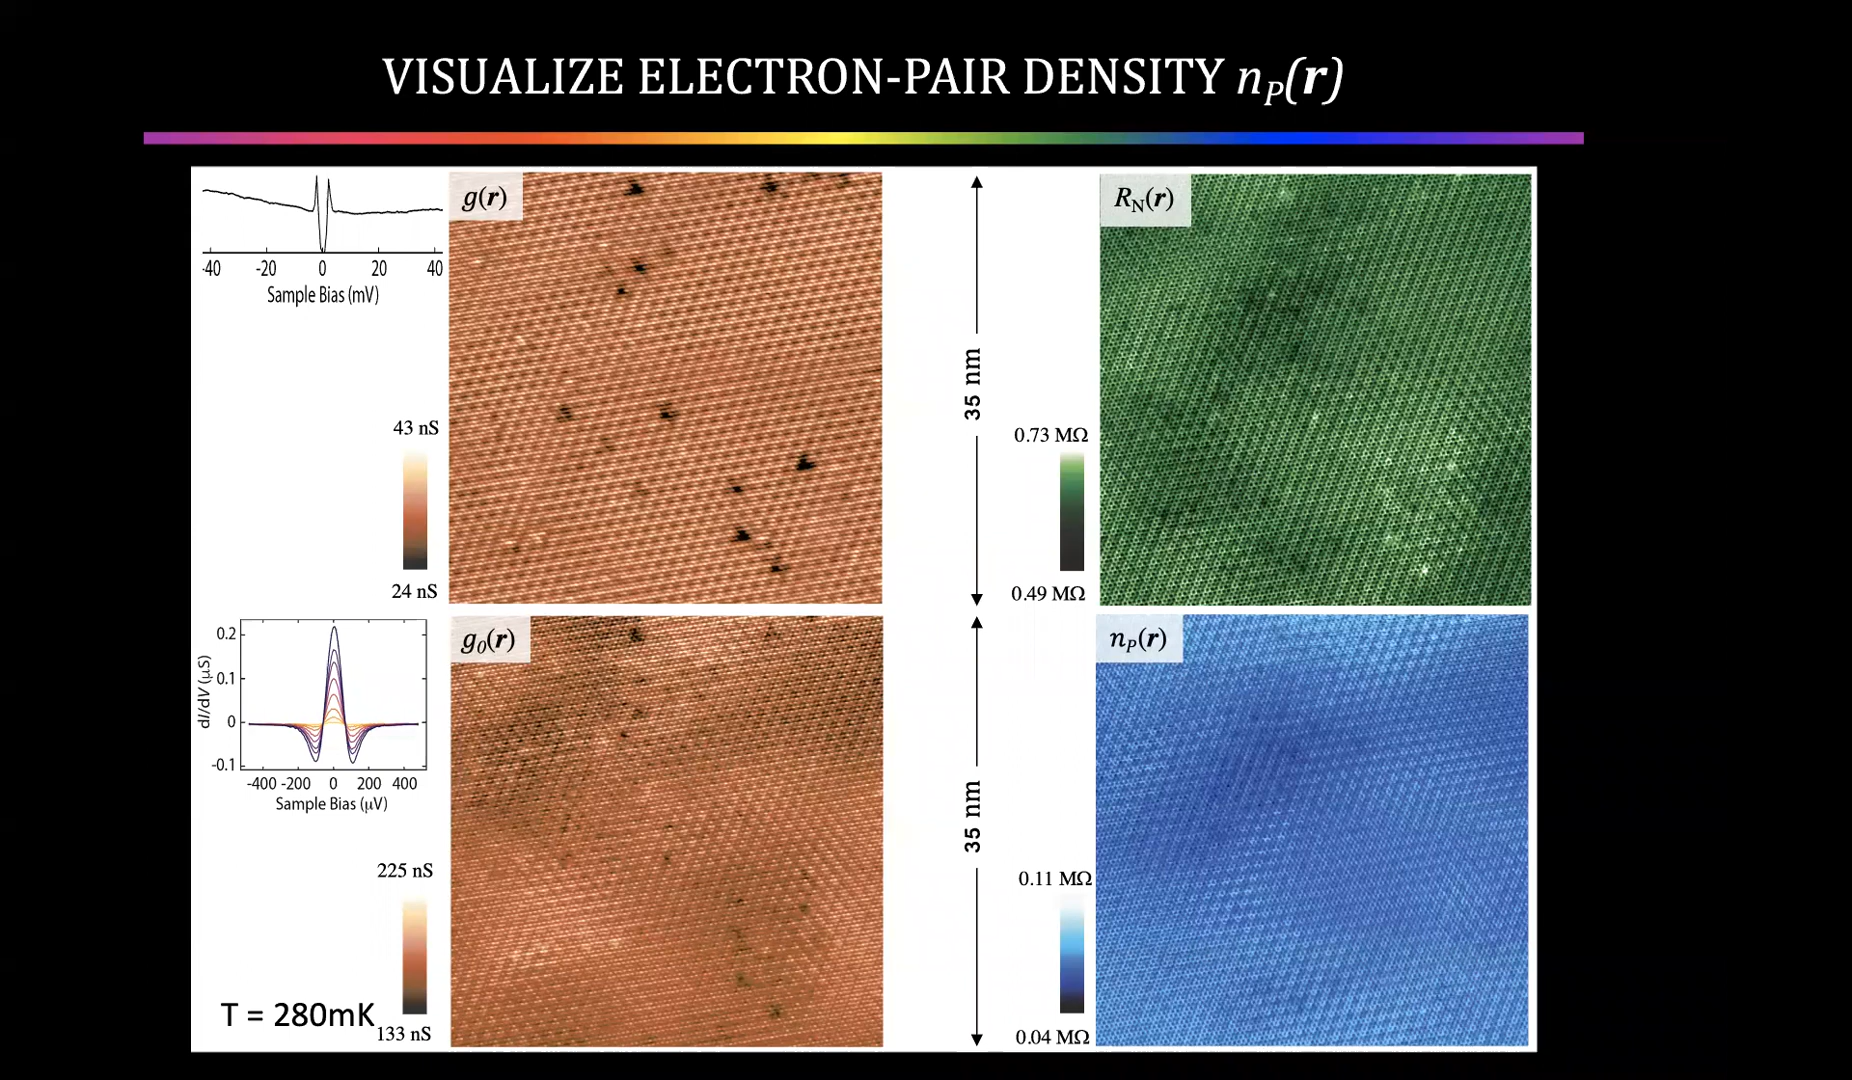 VISUALIZE ELECTRON-PAIR DENSITY nP(r)
-40 -20 0 20 40
Sample Bias (mV)
g(r)
43 nS
24 nS
35 nm
RN(r)
0.73 MΩ
0.49 MΩ
0.2
0.1
0
-0.1
dI/dV (μS)
-400 -200 0 200 400
Sample Bias (μV)
g0(r)
225 nS
133 nS
T = 280mK
35 nm
nP(r)
0.11 MΩ
0.04 MΩ